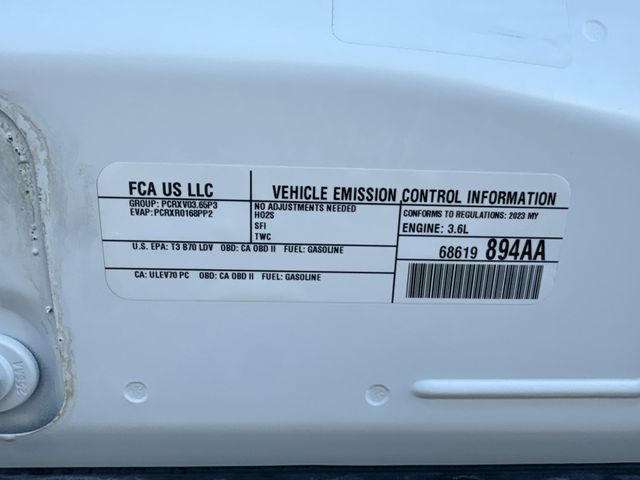 FCA US LLC
GROUP: PCRXV03.65P3
EVAP: PCRXR0168PP2
VEHICLE EMISSION CONTROL INFORMATION
NO ADJUSTMENTS NEEDED
HO2S
SFI
TWC
CONFORMS TO REGULATIONS: 2023 MY
ENGINE: 3.6L
U.S. EPA: T3 B70 LDV OBD: CA OBD II FUEL: GASOLINE
68619 894AA
CA: ULEV70 PC OBD: CA OBD II FUEL: GASOLINE